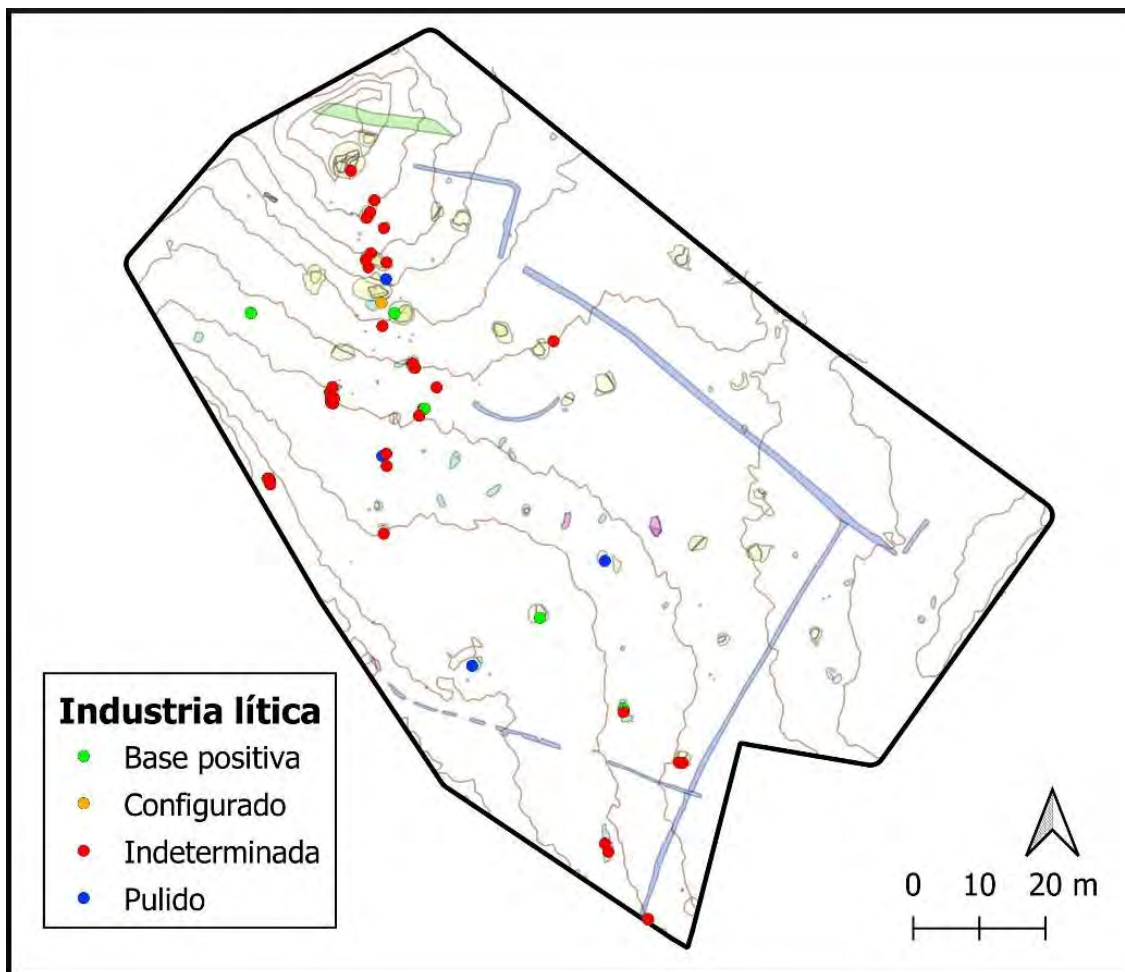 Industria lítica
Base positiva
Configurado
Indeterminada
Pulido
0 10 20 m